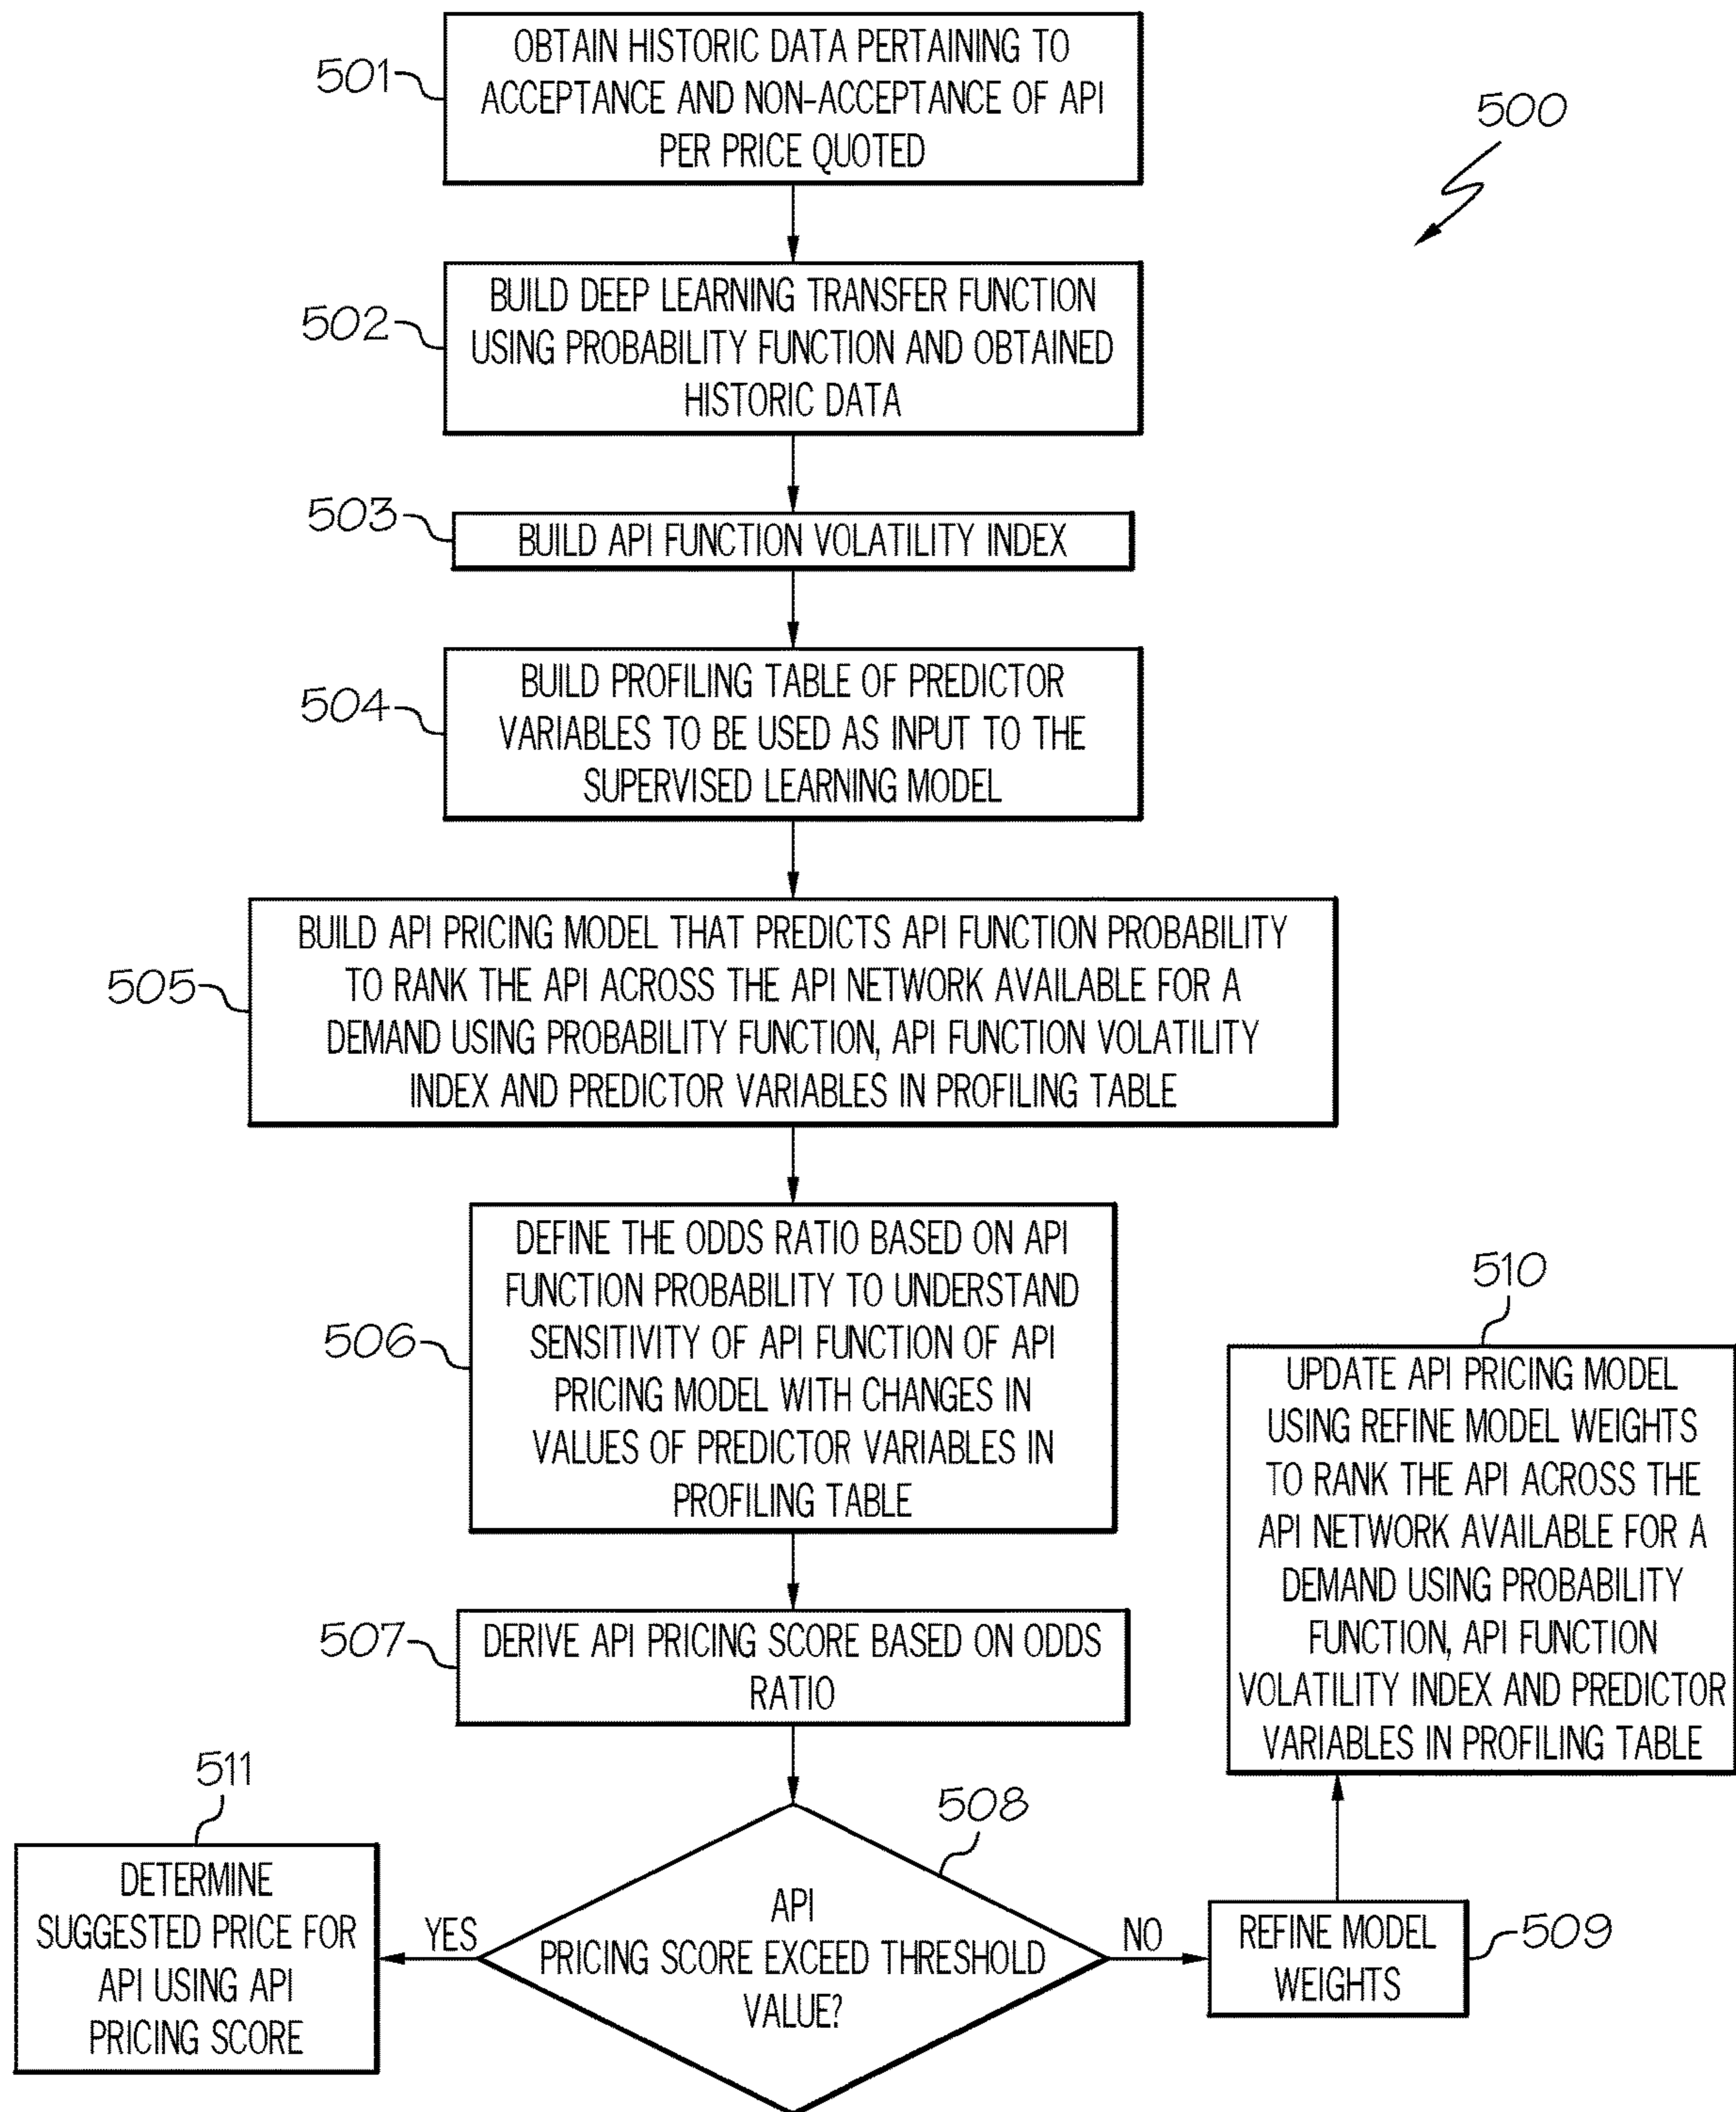 501
OBTAIN HISTORIC DATA PERTAINING TO
ACCEPTANCE AND NON-ACCEPTANCE OF API
PER PRICE QUOTED
500
502
BUILD DEEP LEARNING TRANSFER FUNCTION
USING PROBABILITY FUNCTION AND OBTAINED
HISTORIC DATA
503
BUILD API FUNCTION VOLATILITY INDEX
504
BUILD PROFILING TABLE OF PREDICTOR
VARIABLES TO BE USED AS INPUT TO THE
SUPERVISED LEARNING MODEL
505
BUILD API PRICING MODEL THAT PREDICTS API FUNCTION PROBABILITY
TO RANK THE API ACROSS THE API NETWORK AVAILABLE FOR A
DEMAND USING PROBABILITY FUNCTION, API FUNCTION VOLATILITY
INDEX AND PREDICTOR VARIABLES IN PROFILING TABLE
506
DEFINE THE ODDS RATIO BASED ON API
FUNCTION PROBABILITY TO UNDERSTAND
SENSITIVITY OF API FUNCTION OF API
PRICING MODEL WITH CHANGES IN
VALUES OF PREDICTOR VARIABLES IN
PROFILING TABLE
507
DERIVE API PRICING SCORE BASED ON ODDS
RATIO
508
API
PRICING SCORE EXCEED THRESHOLD
VALUE?
YES
NO
509
REFINE MODEL
WEIGHTS
510
UPDATE API PRICING MODEL
USING REFINE MODEL WEIGHTS
TO RANK THE API ACROSS THE
API NETWORK AVAILABLE FOR A
DEMAND USING PROBABILITY
FUNCTION, API FUNCTION
VOLATILITY INDEX AND PREDICTOR
VARIABLES IN PROFILING TABLE
511
DETERMINE
SUGGESTED PRICE FOR
API USING API
PRICING SCORE